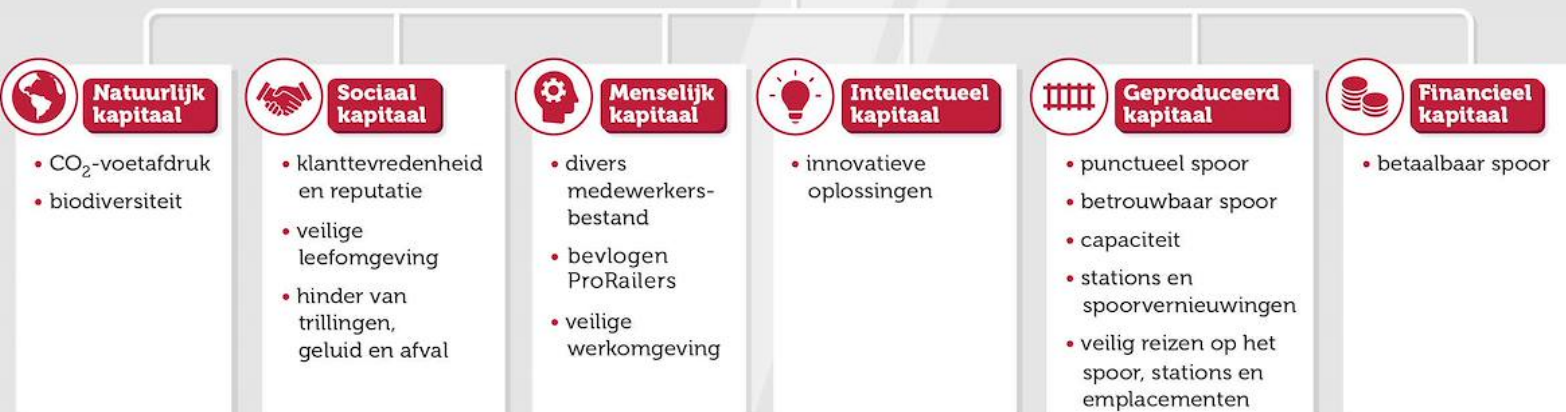 Natuurlijk
kapitaal
• CO₂-voetafdruk
• biodiversiteit
Sociaal
kapitaal
• klanttevredenheid
en reputatie
• veilige
leefomgeving
• hinder van
trillingen,
geluid en afval
Menselijk
kapitaal
• divers
medewerkers-
bestand
• bevlogen
ProRailers
• veilige
werkomgeving
Intellectueel
kapitaal
• innovatieve
oplossingen
Geproduceerd
kapitaal
• punctueel spoor
• betrouwbaar spoor
• capaciteit
• stations en
spoorvernieuwingen
• veilig reizen op het
spoor, stations en
emplacementen
Financieel
kapitaal
• betaalbaar spoor